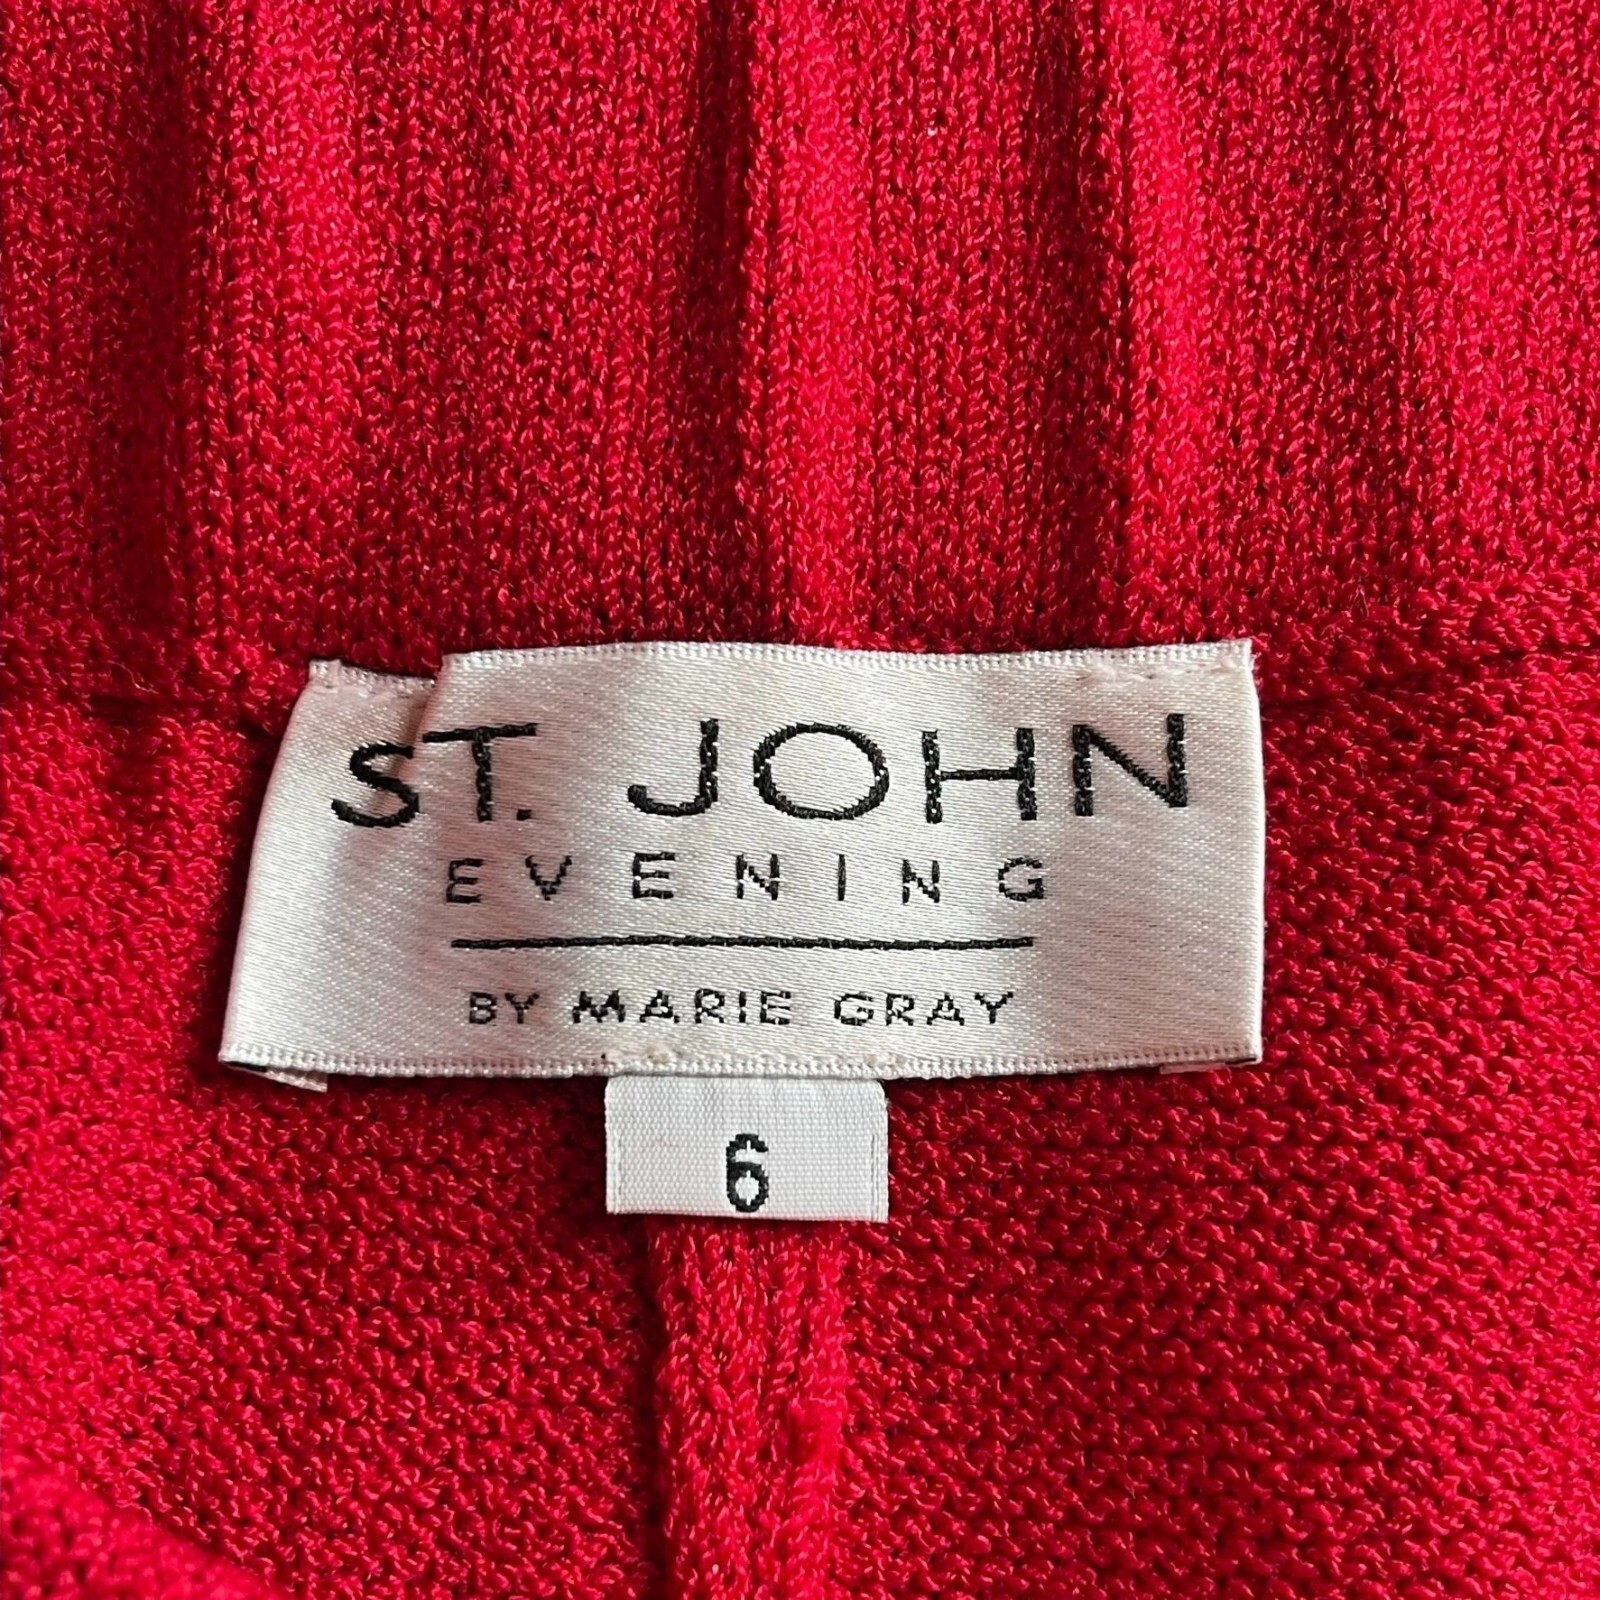 ST. JOHN
EVENING
BY MARIE GRAY
6